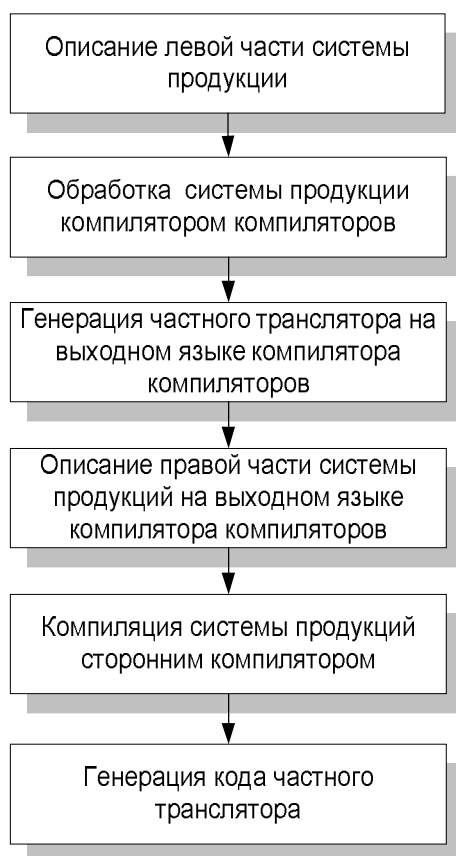 Описание левой части системы
продукции
Обработка системы продукции
компилятором компиляторов
Генерация частного транслятора на
выходном языке компилятора
компиляторов
Описание правой части системы
продукций на выходном языке
компилятора компиляторов
Компиляция системы продукций
сторонним компилятором
Генерация кода частного
транслятора